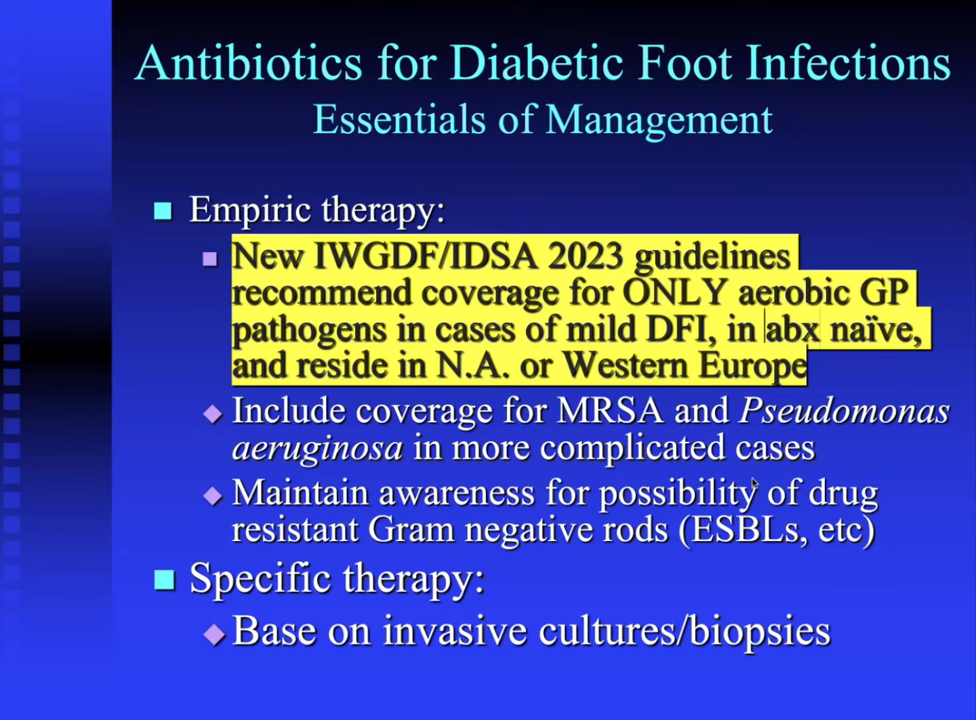 Antibiotics for Diabetic Foot Infections
Essentials of Management
Empiric therapy:
New IWGDF/IDSA 2023 guidelines
recommend coverage for ONLY aerobic GP
pathogens in cases of mild DFI, in abx naïve,
and reside in N.A. or Western Europe
Include coverage for MRSA and Pseudomonas
aeruginosa in more complicated cases
Maintain awareness for possibility of drug
resistant Gram negative rods (ESBLs, etc)
Specific therapy:
Base on invasive cultures/biopsies